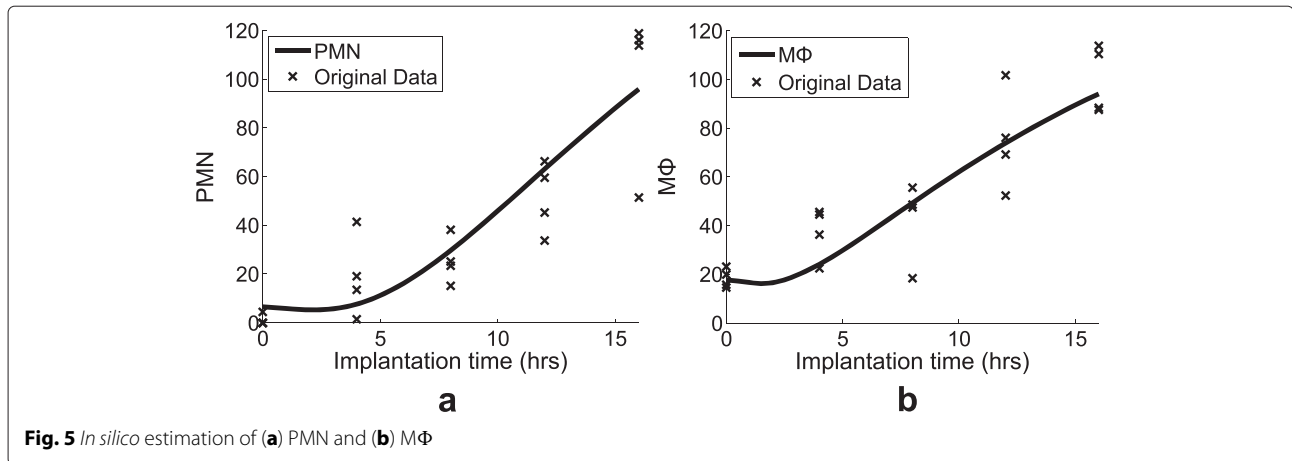 120
100
80
60
40
20
0
PMN
PMN
Original Data
0 5 10 15
Implantation time (hrs)
a
120
100
80
60
40
20
0
MΦ
MΦ
Original Data
0 5 10 15
Implantation time (hrs)
b
Fig. 5 In silico estimation of (a) PMN and (b) MΦ